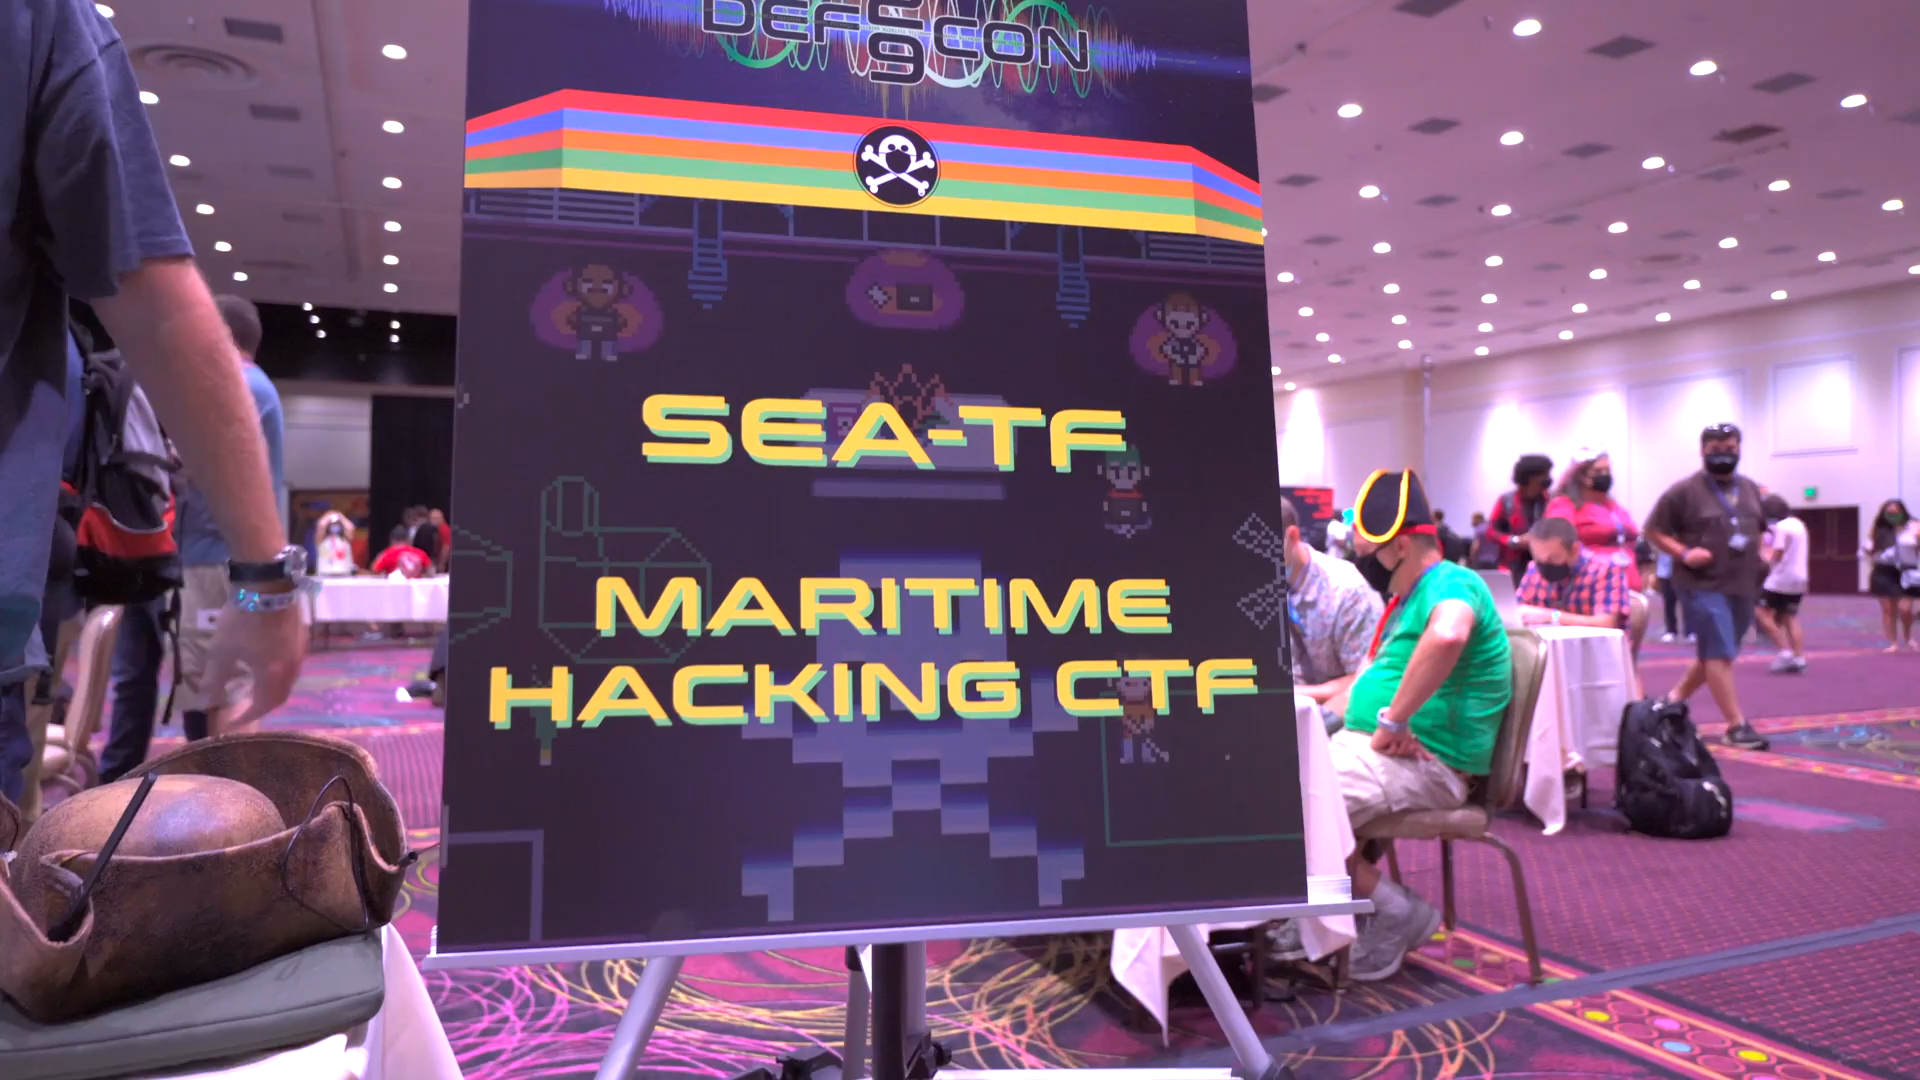 DEF CON
29
SEA-TF
MARITIME
HACKING CTF